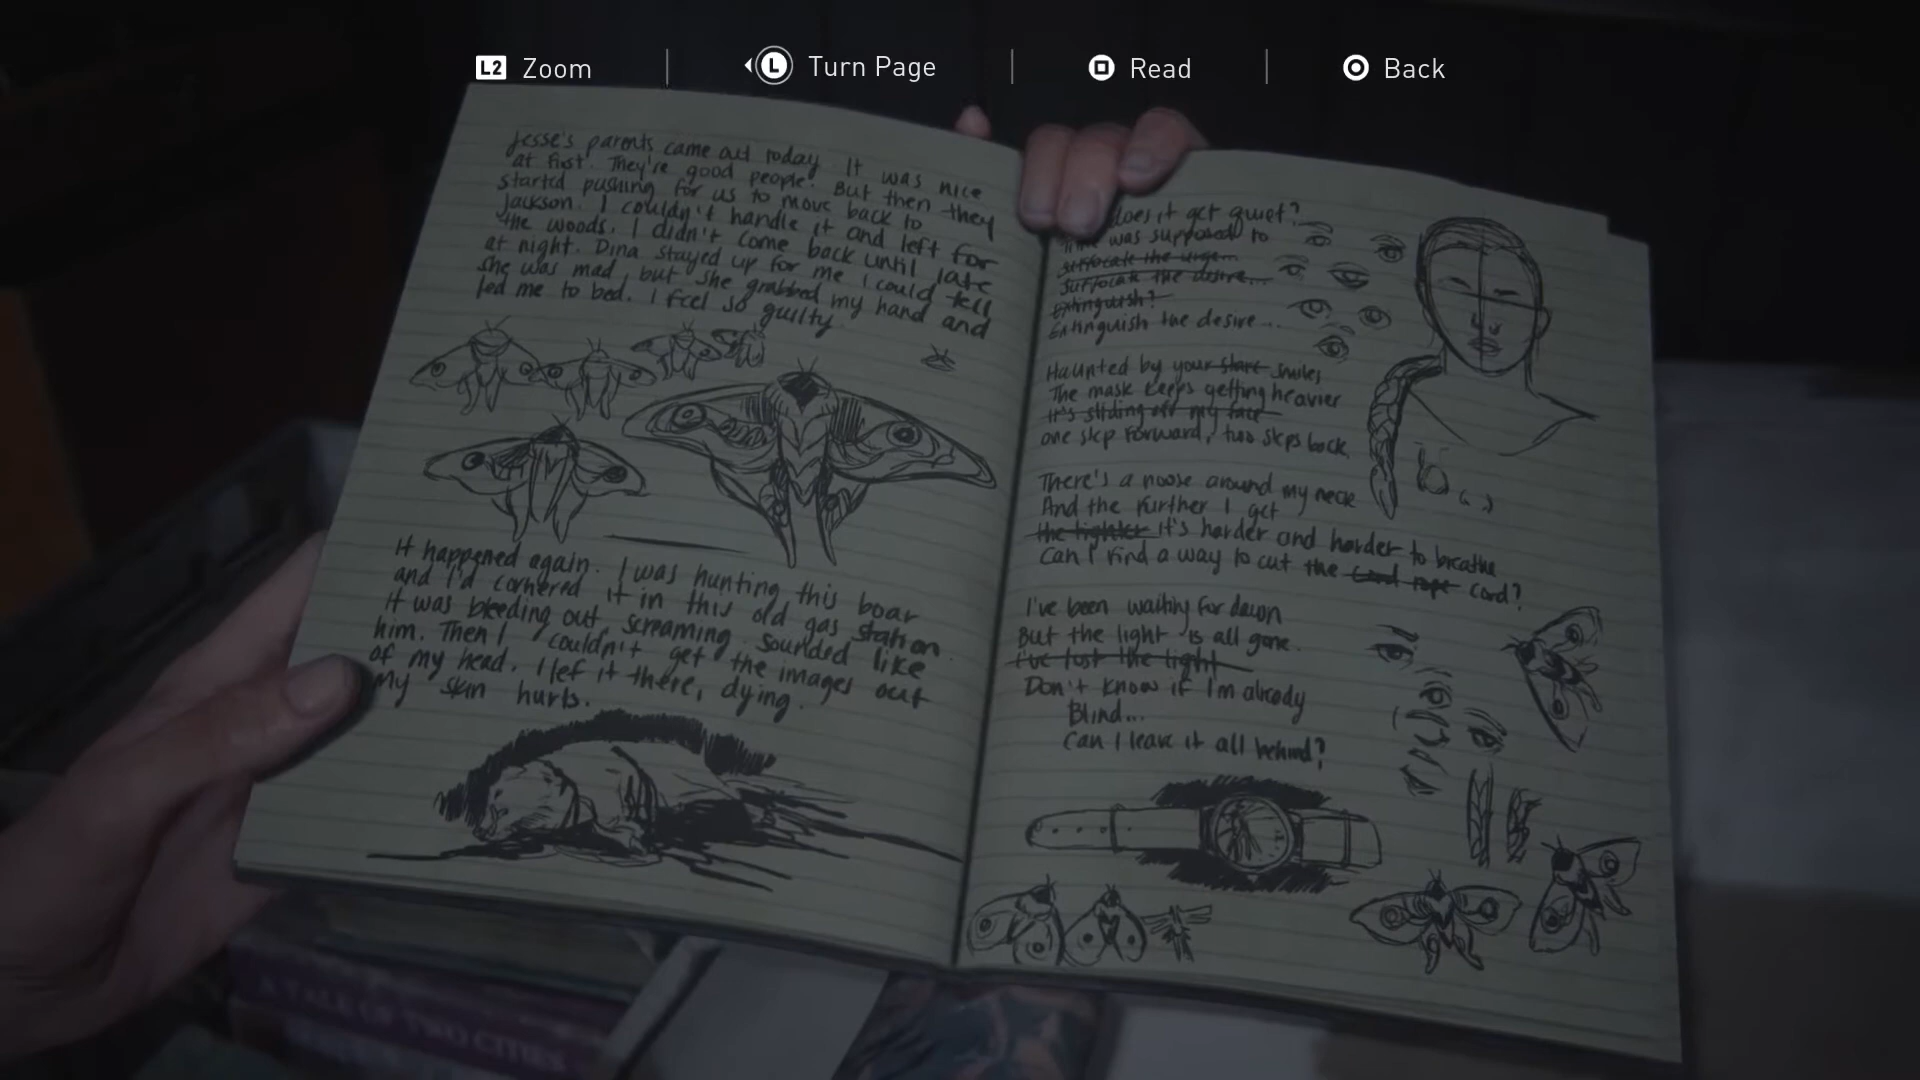 L2 Zoom
L Turn Page
Read
Back
Jesse's parents came out today. It was nice
at first. They're good people. But then they
started pushing for us to move back to
Jackson. I couldn't handle it and left for
the woods. I didn't come back until late
at night. Dina stayed up for me I could tell
she was mad, but she grabbed my hand and
led me to bed. I feel so guilty
It happened again. I was hunting this boar
and I'd cornered it in this old gas station.
It was bleeding out, screaming. Sounded like
him. Then I couldn't get the images out
of my head. I left it there, dying.
My skin hurts.
does it get quiet?
Time was supposed to
suffocate the urge...
suffocate the desire...
Extinguish?
Extinguish the desire...
Haunted by your stare smiles
The mask keeps getting heavier
It's sliding off my face
one step forward, two steps back
There's a noose around my neck
And the further I get
the tighter it's harder and harder to breathe
Can I find a way to cut the cord rope cord?
I've been waiting for dawn
But the light is all gone.
I've lost the light
Don't know if I'm already
Blind...
Can I leave it all behind?
A TALE OF TWO CITIES